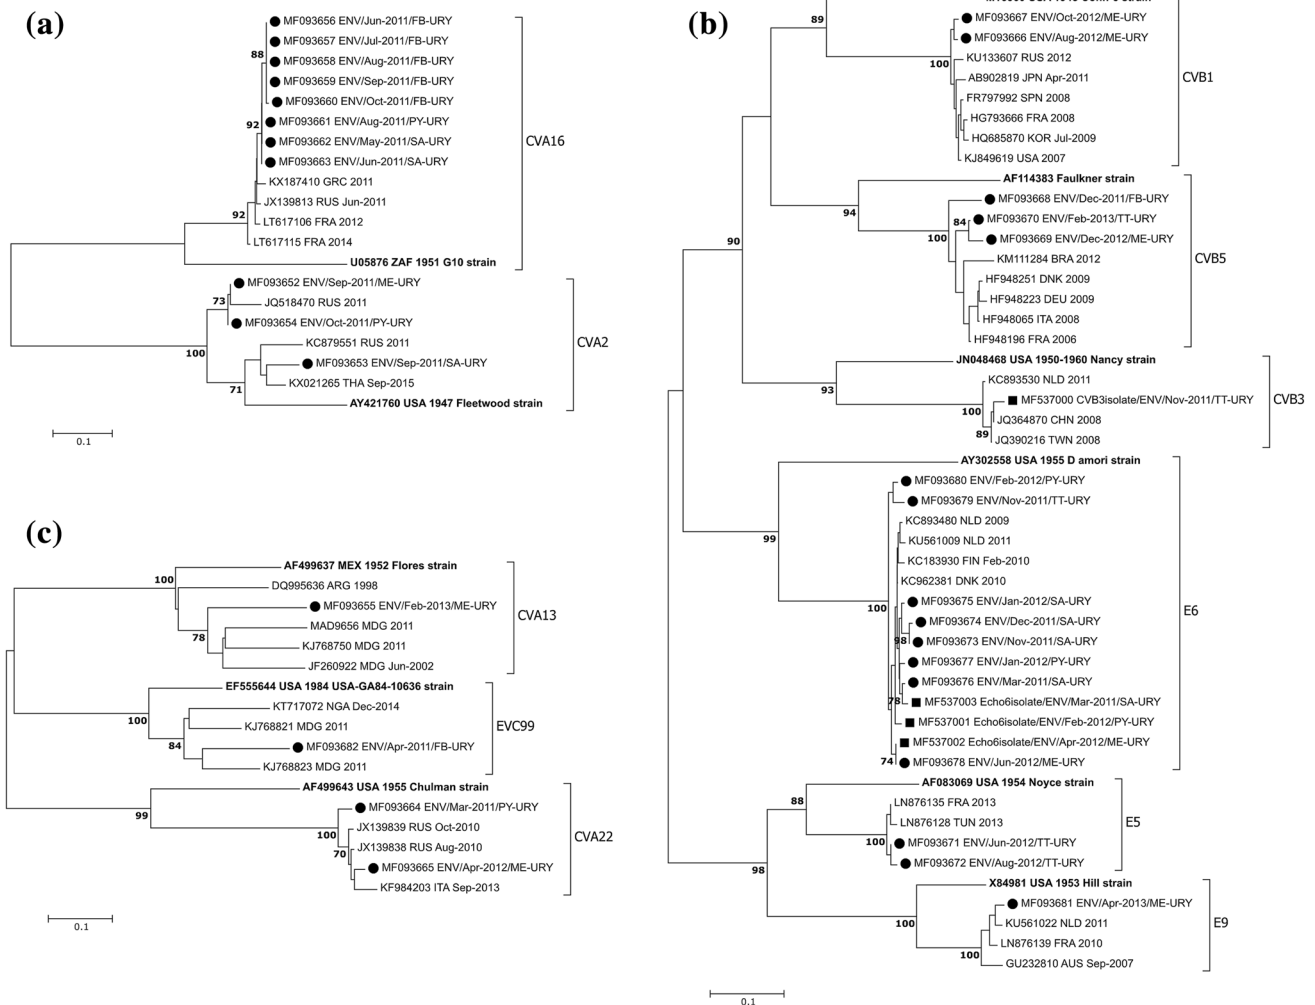 (a)
MF093656 ENV/Jun-2011/FB-URY
88
MF093657 ENV/Jul-2011/FB-URY
MF093658 ENV/Aug-2011/FB-URY
MF093659 ENV/Sep-2011/FB-URY
MF093660 ENV/Oct-2011/FB-URY
92
MF093661 ENV/Aug-2011/PY-URY
MF093662 ENV/May-2011/SA-URY
CVA16
MF093663 ENV/Jun-2011/SA-URY
KX187410 GRC 2011
JX139813 RUS Jun-2011
92
LT617106 FRA 2012
LT617115 FRA 2014
U05876 ZAF 1951 G10 strain
MF093652 ENV/Sep-2011/ME-URY
73
JQ518470 RUS 2011
MF093654 ENV/Oct-2011/PY-URY
100
KC879551 RUS 2011
CVA2
MF093653 ENV/Sep-2011/SA-URY
KX021265 THA Sep-2015
71
AY421760 USA 1947 Fleetwood strain
0.1
(b)
89
MF093667 ENV/Oct-2012/ME-URY
MF093666 ENV/Aug-2012/ME-URY
100
KU133607 RUS 2012
AB902819 JPN Apr-2011
CVB1
FR797992 SPN 2008
HG793666 FRA 2008
HQ685870 KOR Jul-2009
KJ849619 USA 2007
AF114383 Faulkner strain
MF093668 ENV/Dec-2011/FB-URY
94
84
MF093670 ENV/Feb-2013/TT-URY
100
MF093669 ENV/Dec-2012/ME-URY
90
KM111284 BRA 2012
CVB5
HF948251 DNK 2009
HF948223 DEU 2009
HF948065 ITA 2008
HF948196 FRA 2006
JN048468 USA 1950-1960 Nancy strain
KC893530 NLD 2011
93
MF537000 CVB3isolate/ENV/Nov-2011/TT-URY
CVB3
100
JQ364870 CHN 2008
89
JQ390216 TWN 2008
AY302558 USA 1955 D amori strain
MF093680 ENV/Feb-2012/PY-URY
MF093679 ENV/Nov-2011/TT-URY
KC893480 NLD 2009
99
KU561009 NLD 2011
KC183930 FIN Feb-2010
KC962381 DNK 2010
100
MF093675 ENV/Jan-2012/SA-URY
E6
MF093674 ENV/Dec-2011/SA-URY
98
MF093673 ENV/Nov-2011/SA-URY
MF093677 ENV/Jan-2012/PY-URY
MF093676 ENV/Mar-2011/SA-URY
78
MF537003 Echo6isolate/ENV/Mar-2011/SA-URY
MF537001 Echo6isolate/ENV/Feb-2012/PY-URY
MF537002 Echo6isolate/ENV/Apr-2012/ME-URY
74
MF093678 ENV/Jun-2012/ME-URY
AF083069 USA 1954 Noyce strain
88
LN876135 FRA 2013
LN876128 TUN 2013
E5
100
MF093671 ENV/Jun-2012/TT-URY
MF093672 ENV/Aug-2012/TT-URY
98
X84981 USA 1953 Hill strain
MF093681 ENV/Apr-2013/ME-URY
100
KU561022 NLD 2011
E9
LN876139 FRA 2010
100
GU232810 AUS Sep-2007
0.1
(c)
AF499637 MEX 1952 Flores strain
100
DQ995636 ARG 1998
MF093655 ENV/Feb-2013/ME-URY
CVA13
MAD9656 MDG 2011
78
KJ768750 MDG 2011
JF260922 MDG Jun-2002
EF555644 USA 1984 USA-GA84-10636 strain
KT717072 NGA Dec-2014
100
KJ768821 MDG 2011
EVC99
84
MF093682 ENV/Apr-2011/FB-URY
KJ768823 MDG 2011
AF499643 USA 1955 Chulman strain
MF093664 ENV/Mar-2011/PY-URY
99
JX139839 RUS Oct-2010
100
CVA22
JX139838 RUS Aug-2010
70
MF093665 ENV/Apr-2012/ME-URY
KF984203 ITA Sep-2013
0.1